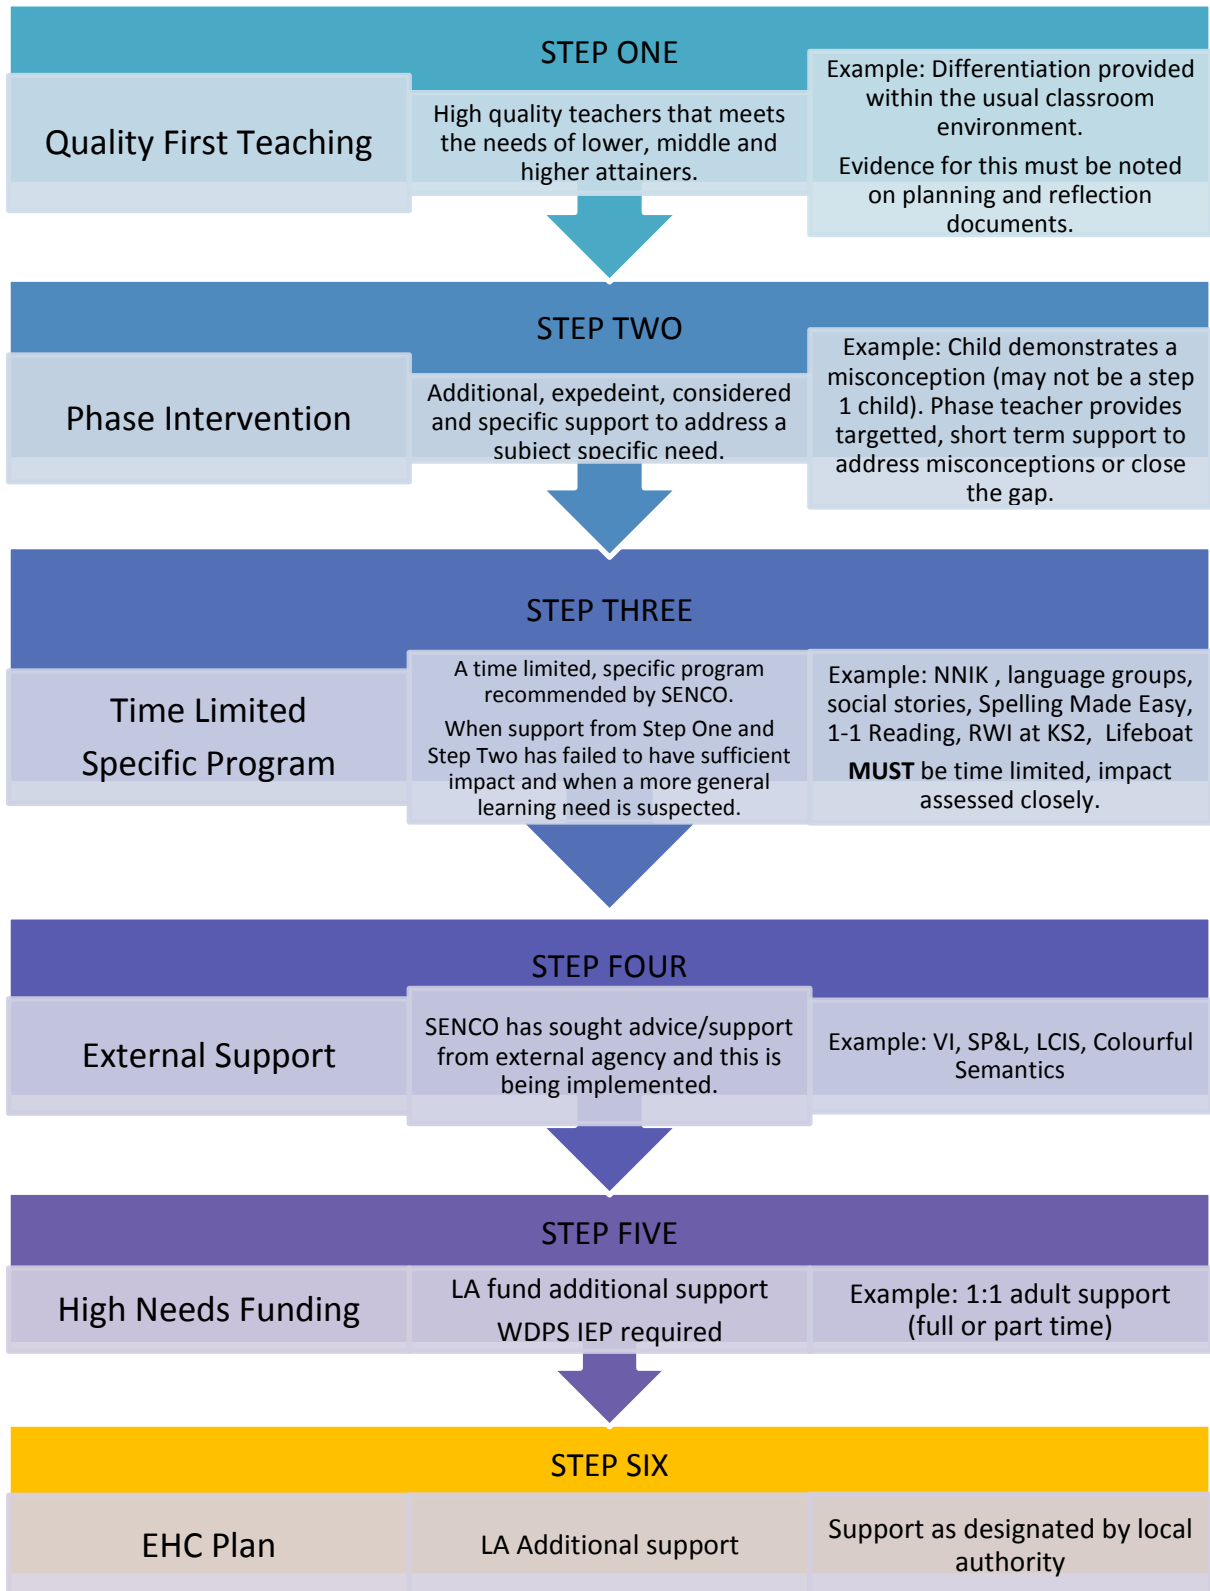 STEP ONE
Quality First Teaching
High quality teachers that meets
the needs of lower, middle and
higher attainers.
Example: Differentiation provided
within the usual classroom
environment.
Evidence for this must be noted
on planning and reflection
documents.
STEP TWO
Phase Intervention
Additional, expedeint, considered
and specific support to address a
subject specific need.
Example: Child demonstrates a
misconception (may not be a step
1 child). Phase teacher provides
targetted, short term support to
address misconceptions or close
the gap.
STEP THREE
Time Limited
Specific Program
A time limited, specific program
recommended by SENCO.
When support from Step One and
Step Two has failed to have sufficient
impact and when a more general
learning need is suspected.
Example: NNIK , language groups,
social stories, Spelling Made Easy,
1-1 Reading, RWI at KS2, Lifeboat
MUST be time limited, impact
assessed closely.
STEP FOUR
External Support
SENCO has sought advice/support
from external agency and this is
being implemented.
Example: VI, SP&L, LCIS, Colourful
Semantics
STEP FIVE
High Needs Funding
LA fund additional support
WDPS IEP required
Example: 1:1 adult support
(full or part time)
STEP SIX
EHC Plan
LA Additional support
Support as designated by local
authority